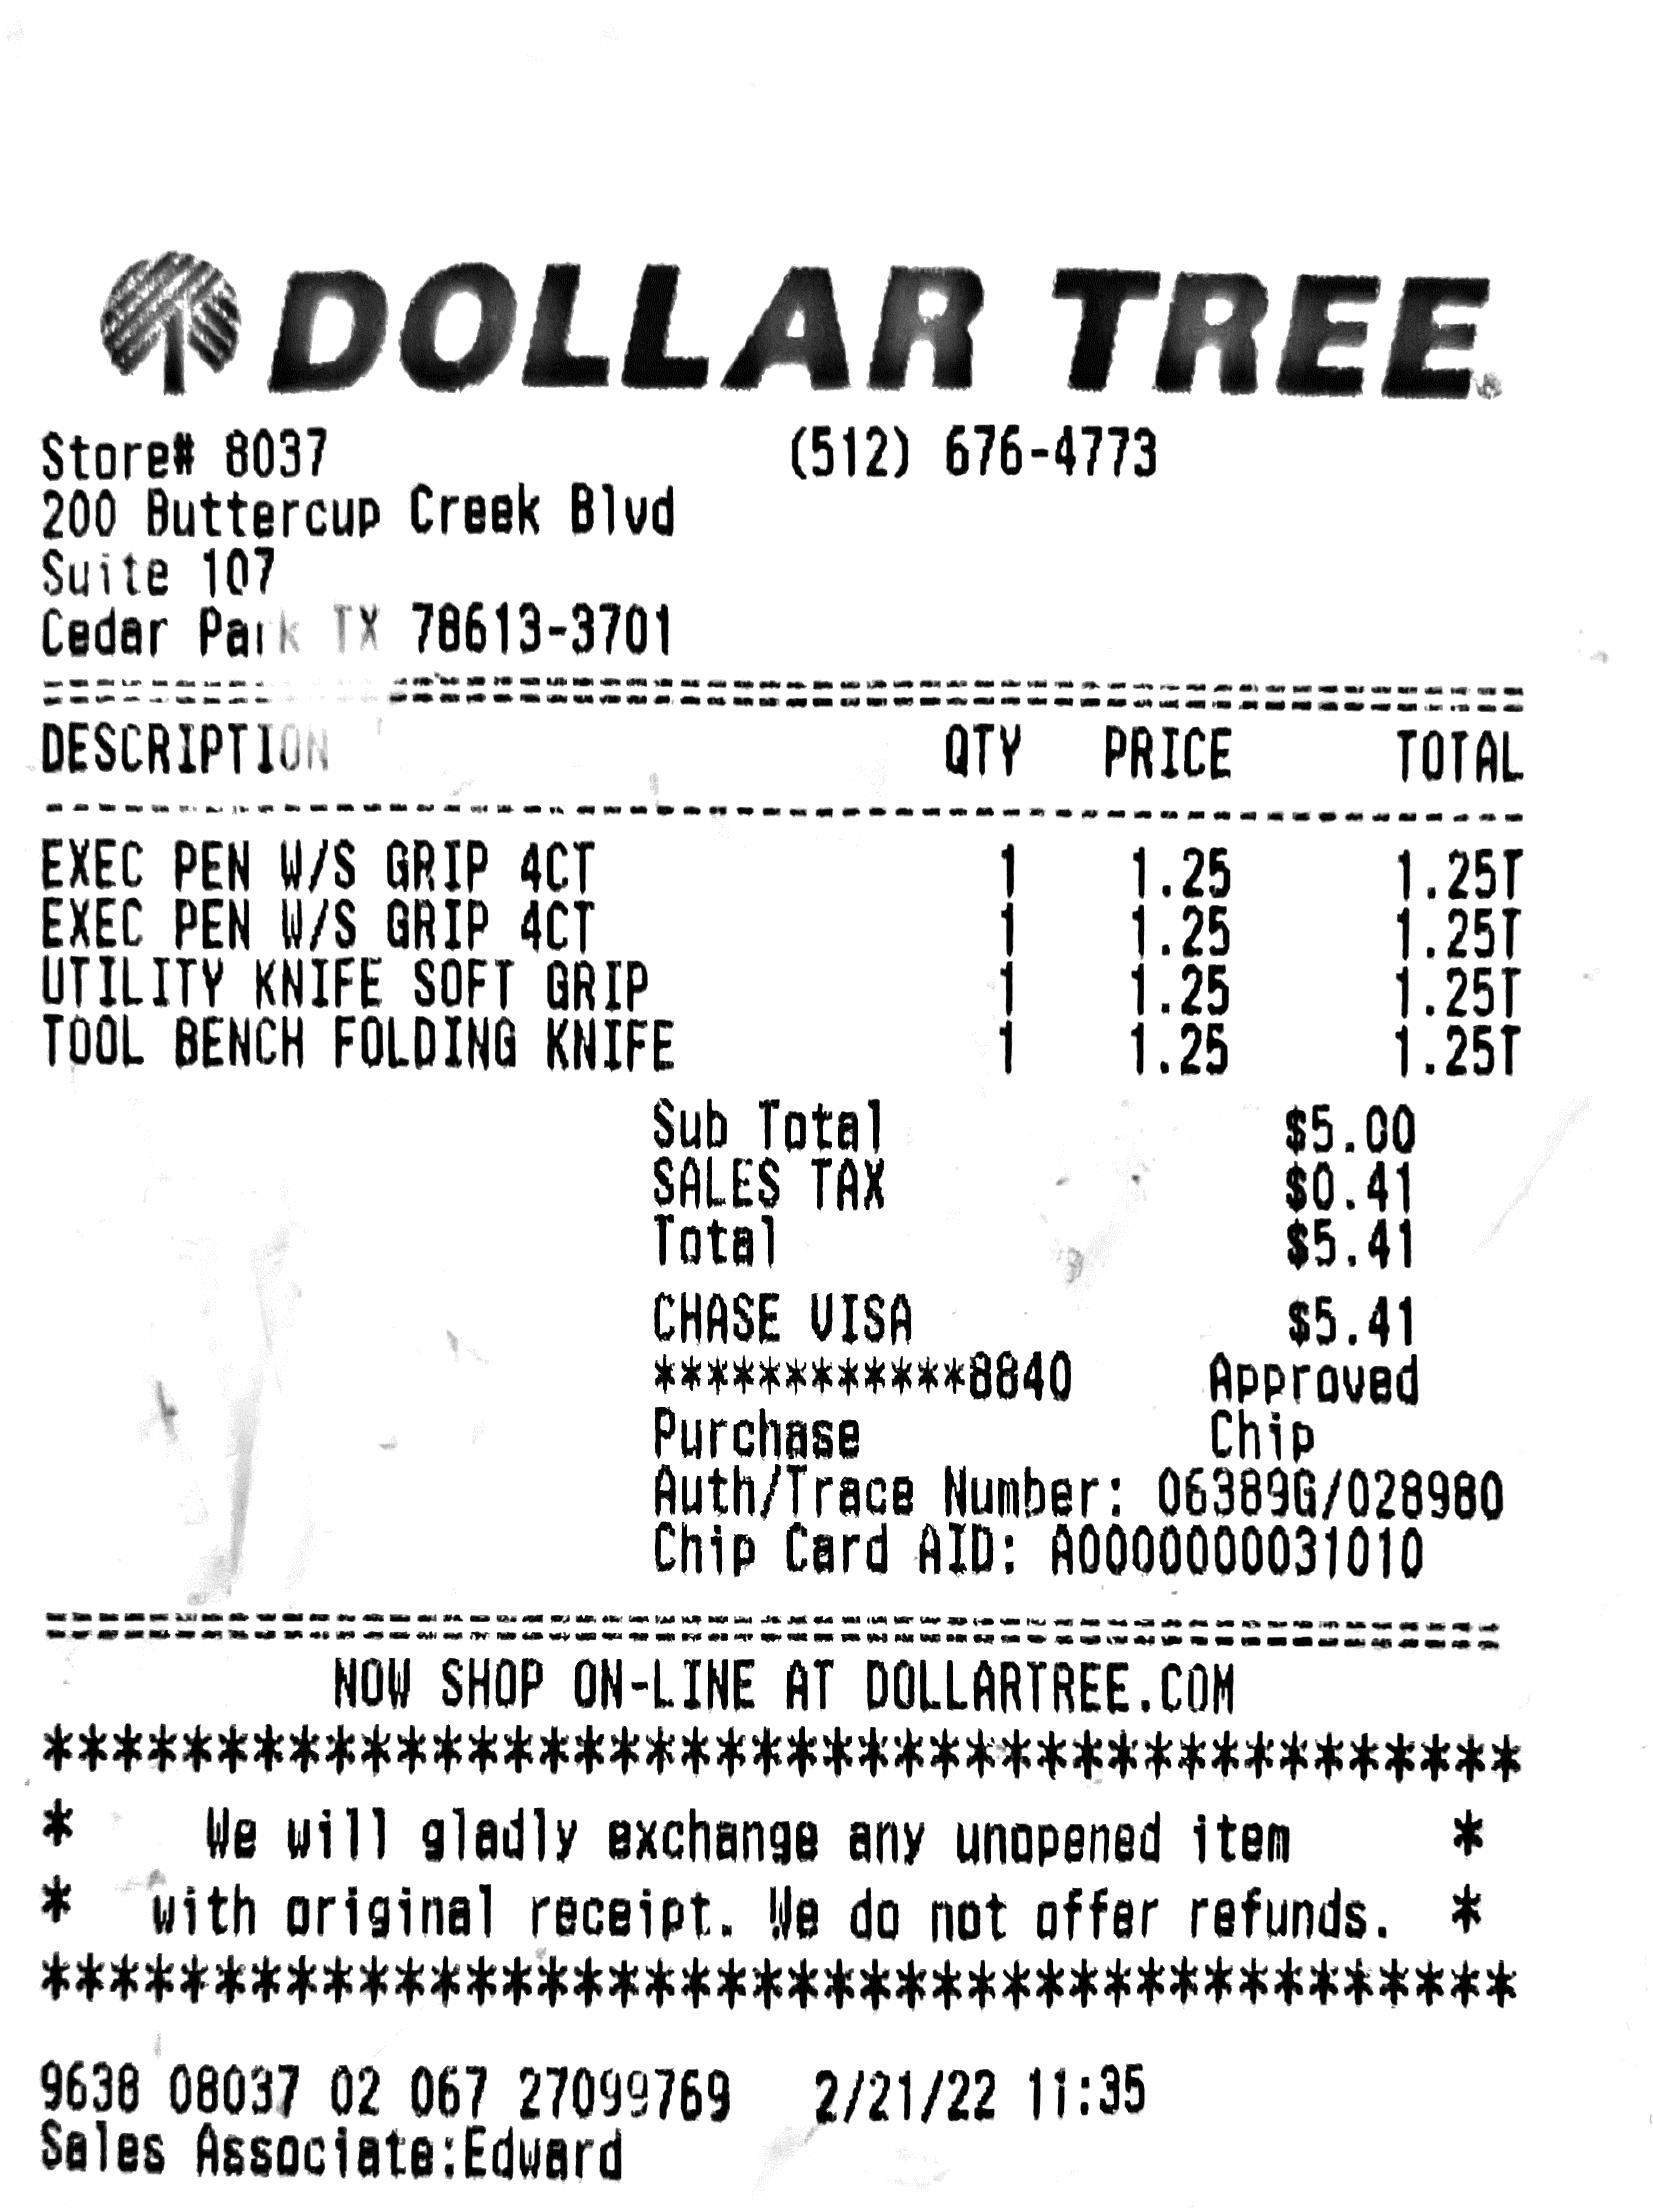 DOLLAR TREE
Store# 8037 (512) 676-4773
200 Buttercup Creek Blvd
Suite 107
Cedar Park TX 78613-3701
DESCRIPTION QTY PRICE TOTAL
EXEC PEN W/S GRIP 4CT 1 1.25 1.25T
EXEC PEN W/S GRIP 4CT 1 1.25 1.25T
UTILITY KNIFE SOFT GRIP 1 1.25 1.25T
TOOL BENCH FOLDING KNIFE 1 1.25 1.25T
Sub Total $5.00
SALES TAX $0.41
Total $5.41
CHASE VISA $5.41
************8840 Approved
Purchase Chip
Auth/Trace Number: 06389G/028980
Chip Card AID: A0000000031010
NOW SHOP ON-LINE AT DOLLARTREE.COM
******************************************
* We will gladly exchange any unopened item *
* with original receipt. We do not offer refunds. *
******************************************
9638 08037 02 067 27099769 2/21/22 11:35
Sales Associate:Edward